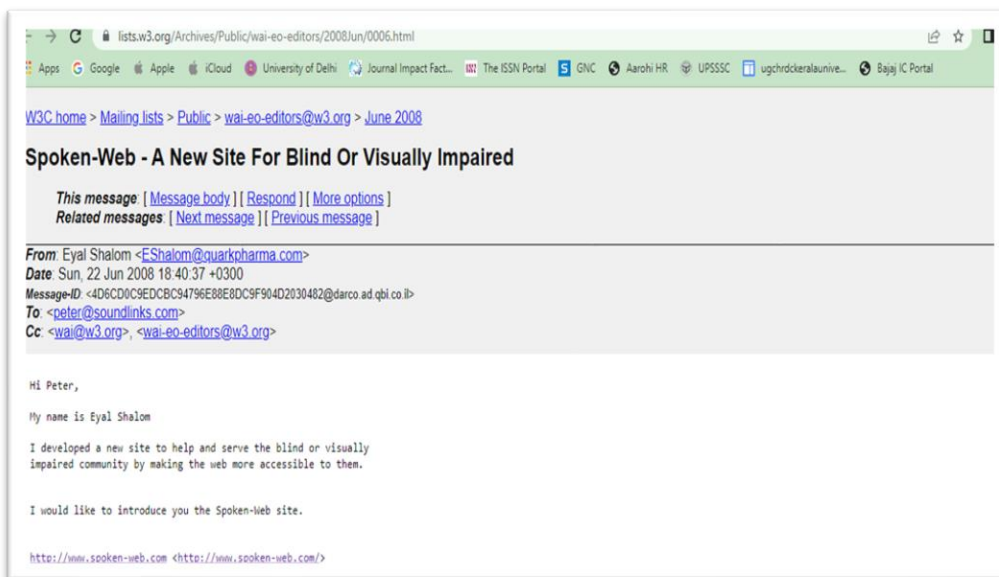 lists.w3.org/Archives/Public/wai-eo-editors/2008Jun/0006.html
Apps Google Apple iCloud University of Delhi Journal Impact Fact... The ISSN Portal GNC Aarohi HR UPSSSC ugchrdckeralaunive... Bajaj IC Portal
W3C home > Mailing lists > Public > wai-eo-editors@w3.org > June 2008
Spoken-Web - A New Site For Blind Or Visually Impaired
This message: [ Message body ] [ Respond ] [ More options ]
Related messages: [ Next message ] [ Previous message ]
From: Eyal Shalom <EShalom@quarkpharma.com>
Date: Sun, 22 Jun 2008 18:40:37 +0300
Message-ID: <4D6CD0C9EDCBC94796E88E8DC9F904D2030482@darco.ad.qbi.co.il>
To: <peter@soundlinks.com>
Cc: <wai@w3.org>, <wai-eo-editors@w3.org>
Hi Peter,
My name is Eyal Shalom
I developed a new site to help and serve the blind or visually
impaired community by making the web more accessible to them.
I would like to introduce you the Spoken-Web site.
http://www.spoken-web.com <http://www.spoken-web.com/>